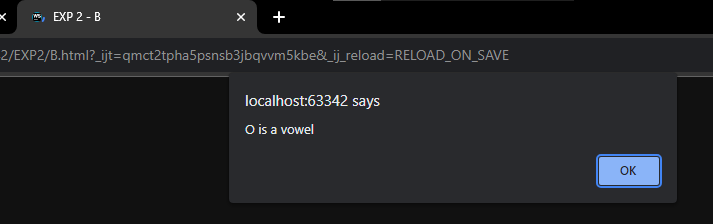 EXP 2 - B
2/EXP2/B.html?_ijt=qmct2tpha5psnsb3jbqvvm5kbe&_ij_reload=RELOAD_ON_SAVE
localhost:63342 says
O is a vowel
OK